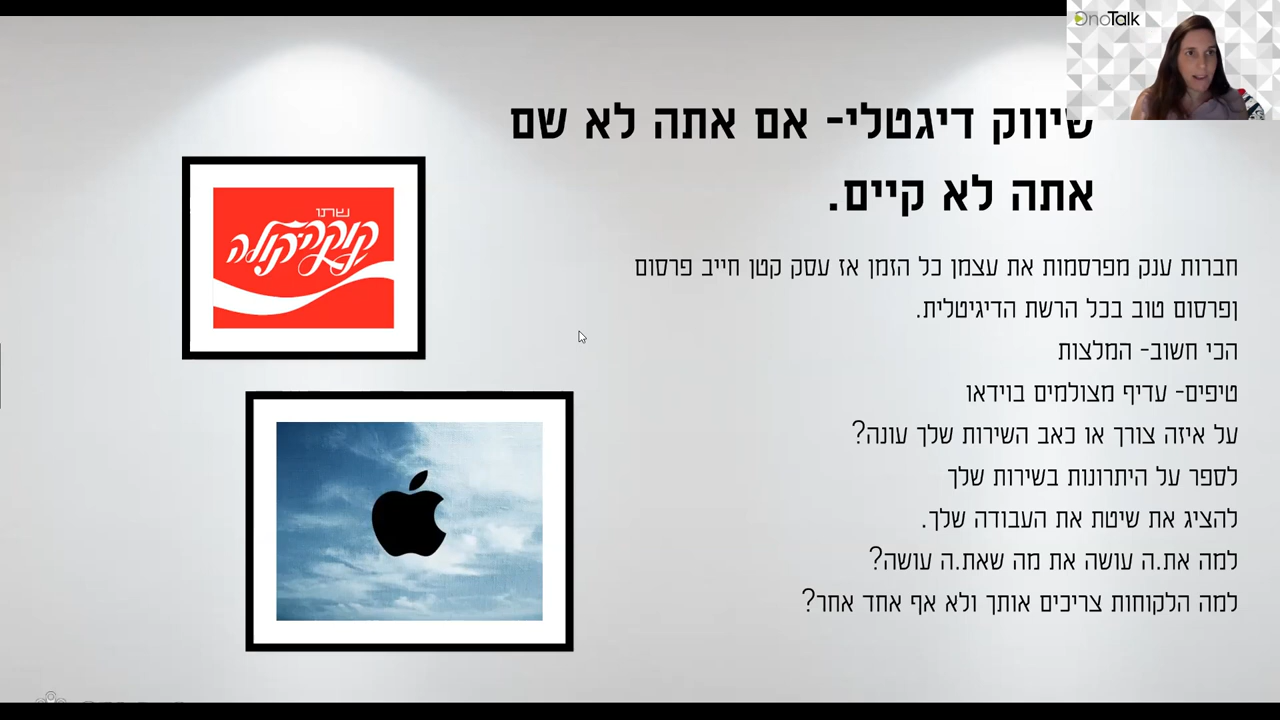 OnoTalk
שיווק דיגטלי- אם אתה לא שם
אתה לא קיים.
חברות ענק מפרסמות את עצמן כל הזמן אז עסק קטן חייב פרסום
ופרסום טוב בכל הרשת הדיגיטלית.
הכי חשוב- המלצות
טיפים- עדיף מצולמים בוידאו
על איזה צורך או כאב השירות שלך עונה?
לספר על היתרונות בשירות שלך
להציג את שיטת את העבודה שלך.
למה את.ה עושה את מה שאת.ה עושה?
למה הלקוחות צריכים אותך ולא אף אחד אחר?
שתו
קוקה-קולה